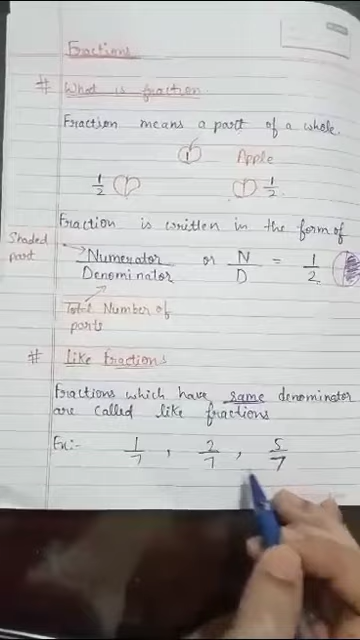 Fractions
# What is fraction
Fraction means a part of a whole.
1 Apple
1/2 1/2
Fraction is written in the form of
Shaded part
Numerator/Denominator or N/D = 1/2
Total Number of parts
# like fractions
Fractions which have same denominator
are called like fractions
Ex:- 1/7 , 2/7 , 5/7